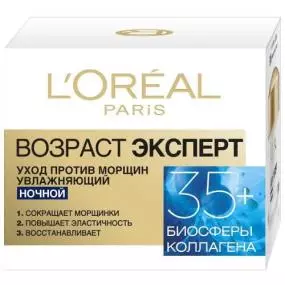 L'ORÉAL
PARIS
ВОЗРАСТ ЭКСПЕРТ
УХОД ПРОТИВ МОРЩИН
УВЛАЖНЯЮЩИЙ
НОЧНОЙ
1. СОКРАЩАЕТ МОРЩИНКИ
2. ПОВЫШАЕТ ЭЛАСТИЧНОСТЬ
3. ВОССТАНАВЛИВАЕТ
35+
БИОСФЕРЫ
КОЛЛАГЕНА